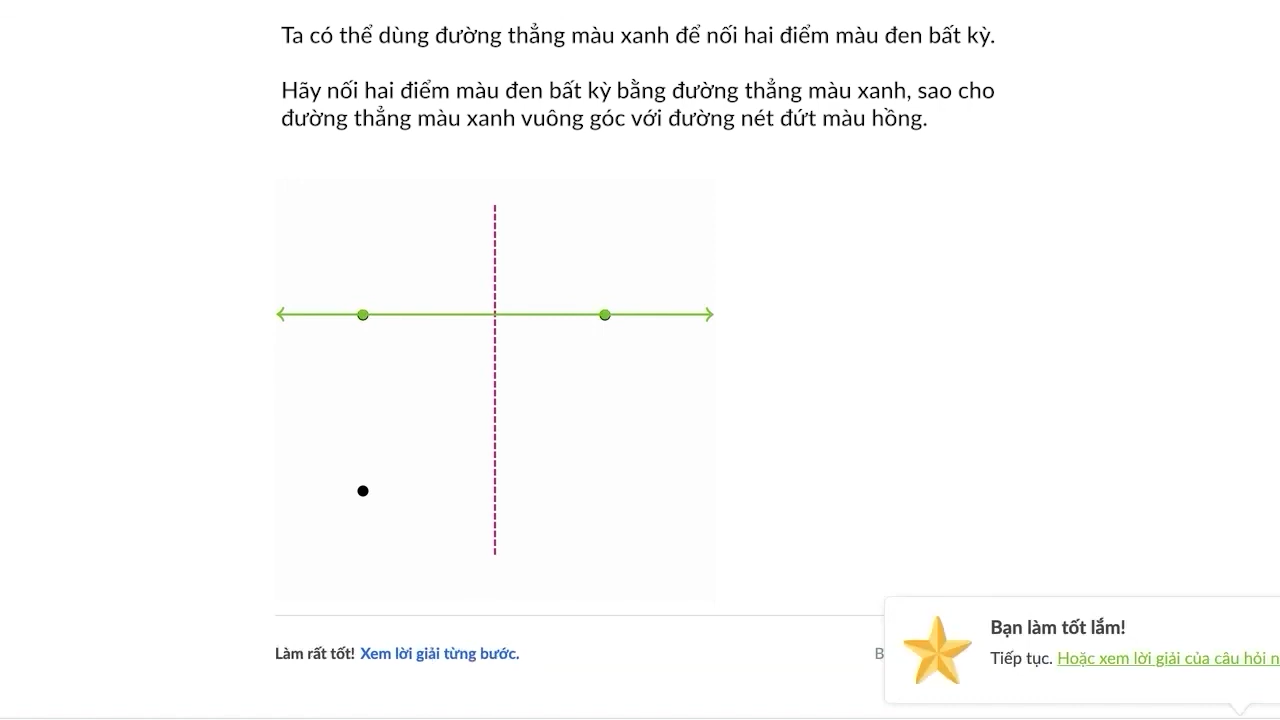 Ta có thể dùng đường thẳng màu xanh để nối hai điểm màu đen bất kỳ.
Hãy nối hai điểm màu đen bất kỳ bằng đường thẳng màu xanh, sao cho
đường thẳng màu xanh vuông góc với đường nét đứt màu hồng.
Làm rất tốt! Xem lời giải từng bước.
Bạn làm tốt lắm!
Tiếp tục. Hoặc xem lời giải của câu hỏi